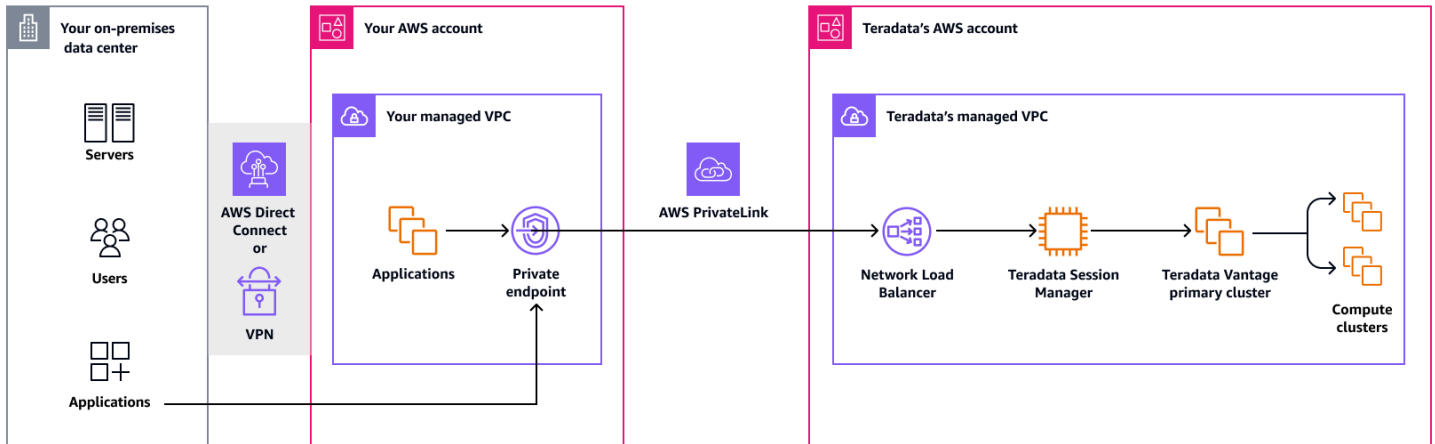 Your on-premises
data center
Servers
Users
Applications
AWS Direct
Connect
or
VPN
Your AWS account
Your managed VPC
Applications
Private
endpoint
AWS PrivateLink
Teradata’s AWS account
Teradata’s managed VPC
Network Load
Balancer
Teradata Session
Manager
Teradata Vantage
primary cluster
Compute
clusters